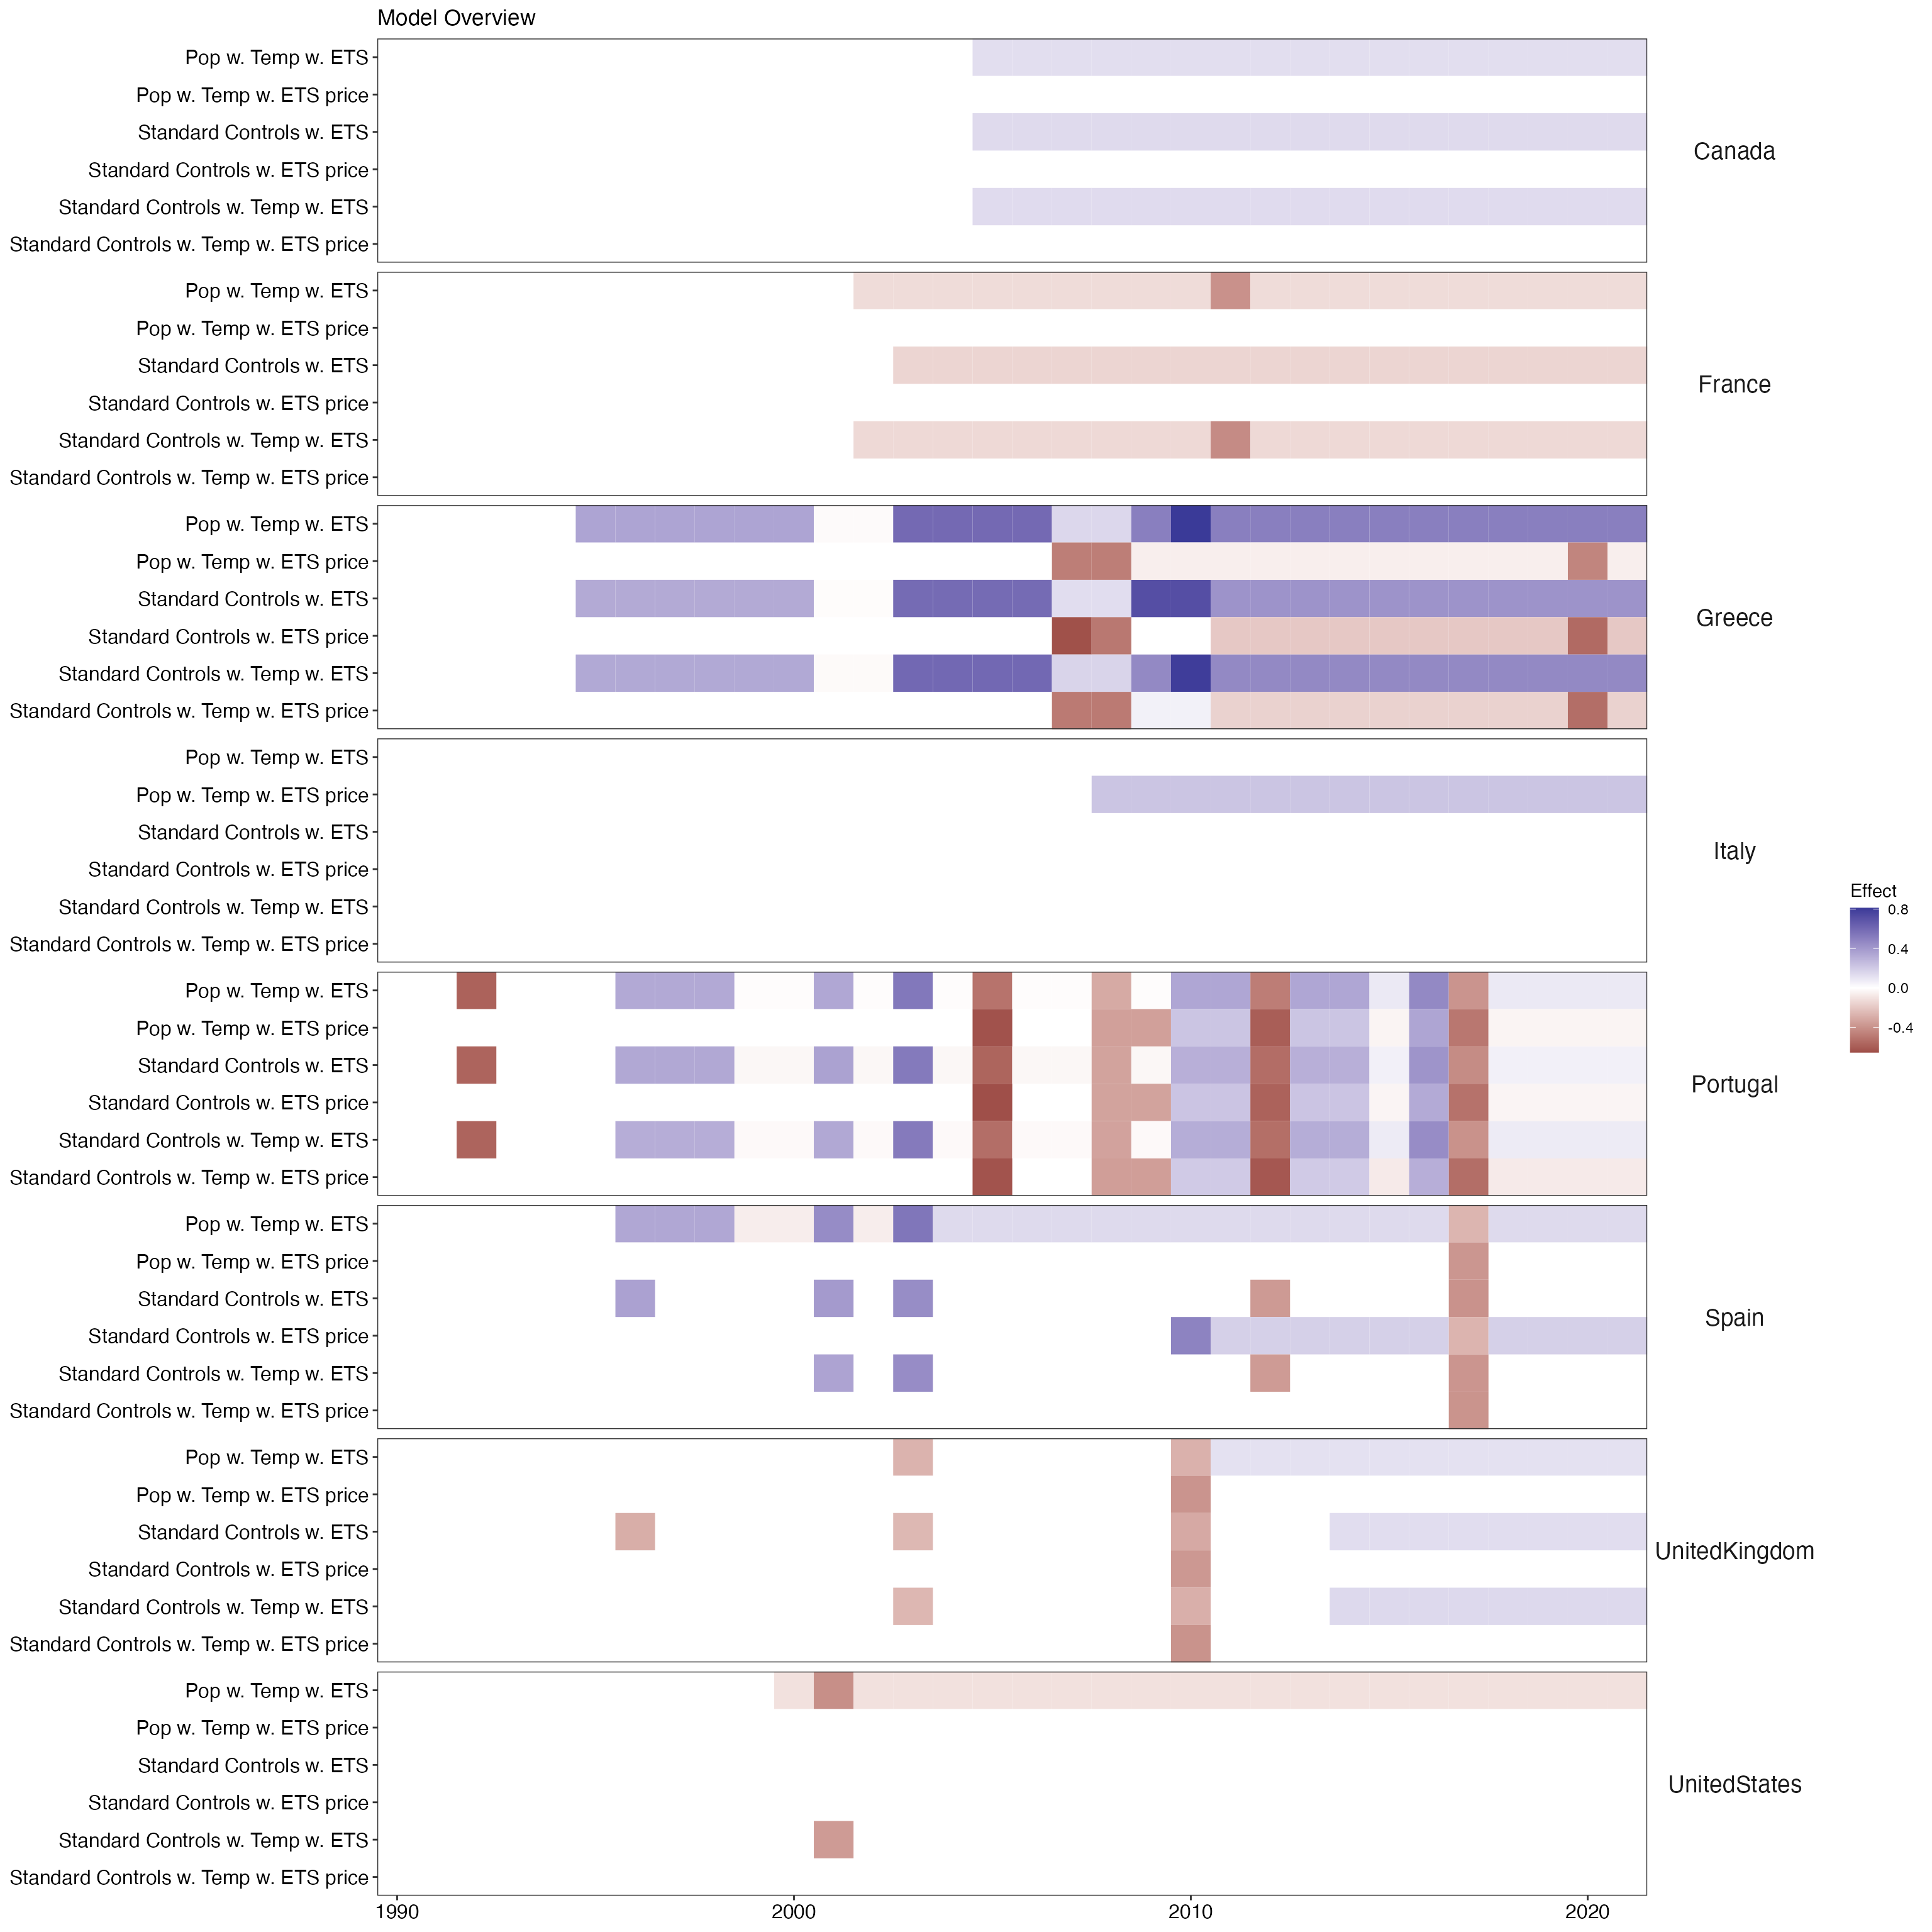 Model Overview
Pop w. Temp w. ETS
Pop w. Temp w. ETS price
Standard Controls w. ETS
Standard Controls w. ETS price
Standard Controls w. Temp w. ETS
Standard Controls w. Temp w. ETS price
Canada
Pop w. Temp w. ETS
Pop w. Temp w. ETS price
Standard Controls w. ETS
Standard Controls w. ETS price
Standard Controls w. Temp w. ETS
Standard Controls w. Temp w. ETS price
France
Pop w. Temp w. ETS
Pop w. Temp w. ETS price
Standard Controls w. ETS
Standard Controls w. ETS price
Standard Controls w. Temp w. ETS
Standard Controls w. Temp w. ETS price
Greece
Pop w. Temp w. ETS
Pop w. Temp w. ETS price
Standard Controls w. ETS
Standard Controls w. ETS price
Standard Controls w. Temp w. ETS
Standard Controls w. Temp w. ETS price
Italy
Pop w. Temp w. ETS
Pop w. Temp w. ETS price
Standard Controls w. ETS
Standard Controls w. ETS price
Standard Controls w. Temp w. ETS
Standard Controls w. Temp w. ETS price
Portugal
Pop w. Temp w. ETS
Pop w. Temp w. ETS price
Standard Controls w. ETS
Standard Controls w. ETS price
Standard Controls w. Temp w. ETS
Standard Controls w. Temp w. ETS price
Spain
Pop w. Temp w. ETS
Pop w. Temp w. ETS price
Standard Controls w. ETS
Standard Controls w. ETS price
Standard Controls w. Temp w. ETS
Standard Controls w. Temp w. ETS price
UnitedKingdom
Pop w. Temp w. ETS
Pop w. Temp w. ETS price
Standard Controls w. ETS
Standard Controls w. ETS price
Standard Controls w. Temp w. ETS
Standard Controls w. Temp w. ETS price
UnitedStates
1990 2000 2010 2020
Effect
0.8
0.4
0.0
-0.4